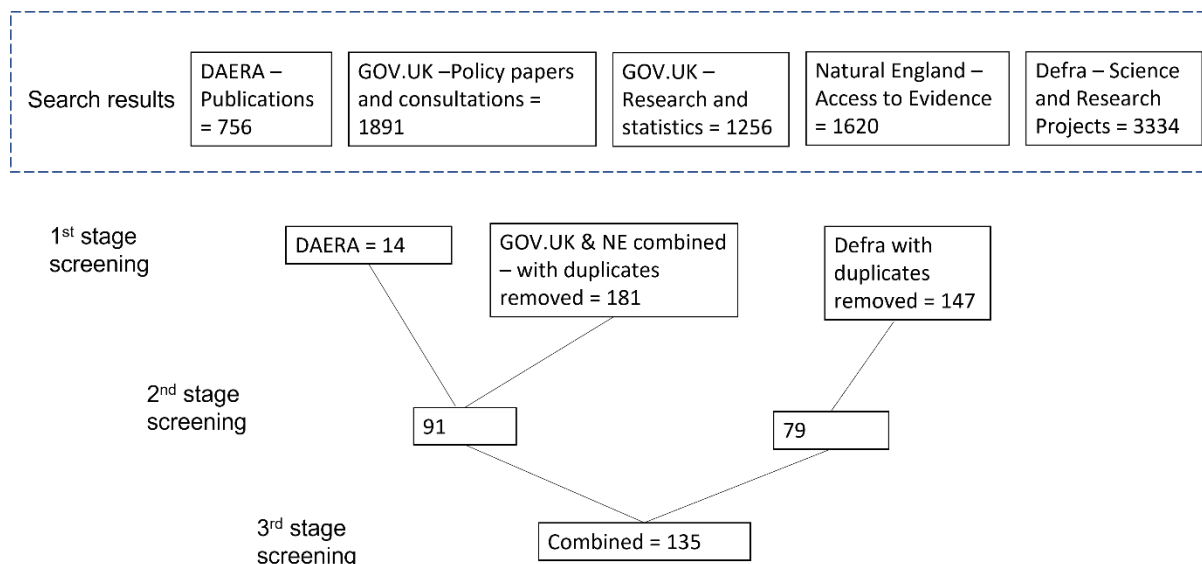 Search results
DAERA –
Publications
= 756
GOV.UK –Policy papers
and consultations =
1891
GOV.UK –
Research and
statistics = 1256
Natural England –
Access to Evidence
= 1620
Defra – Science
and Research
Projects = 3334
1st stage
screening
DAERA = 14
GOV.UK & NE combined
– with duplicates
removed = 181
Defra with
duplicates
removed = 147
2nd stage
screening
91
79
3rd stage
screening
Combined = 135